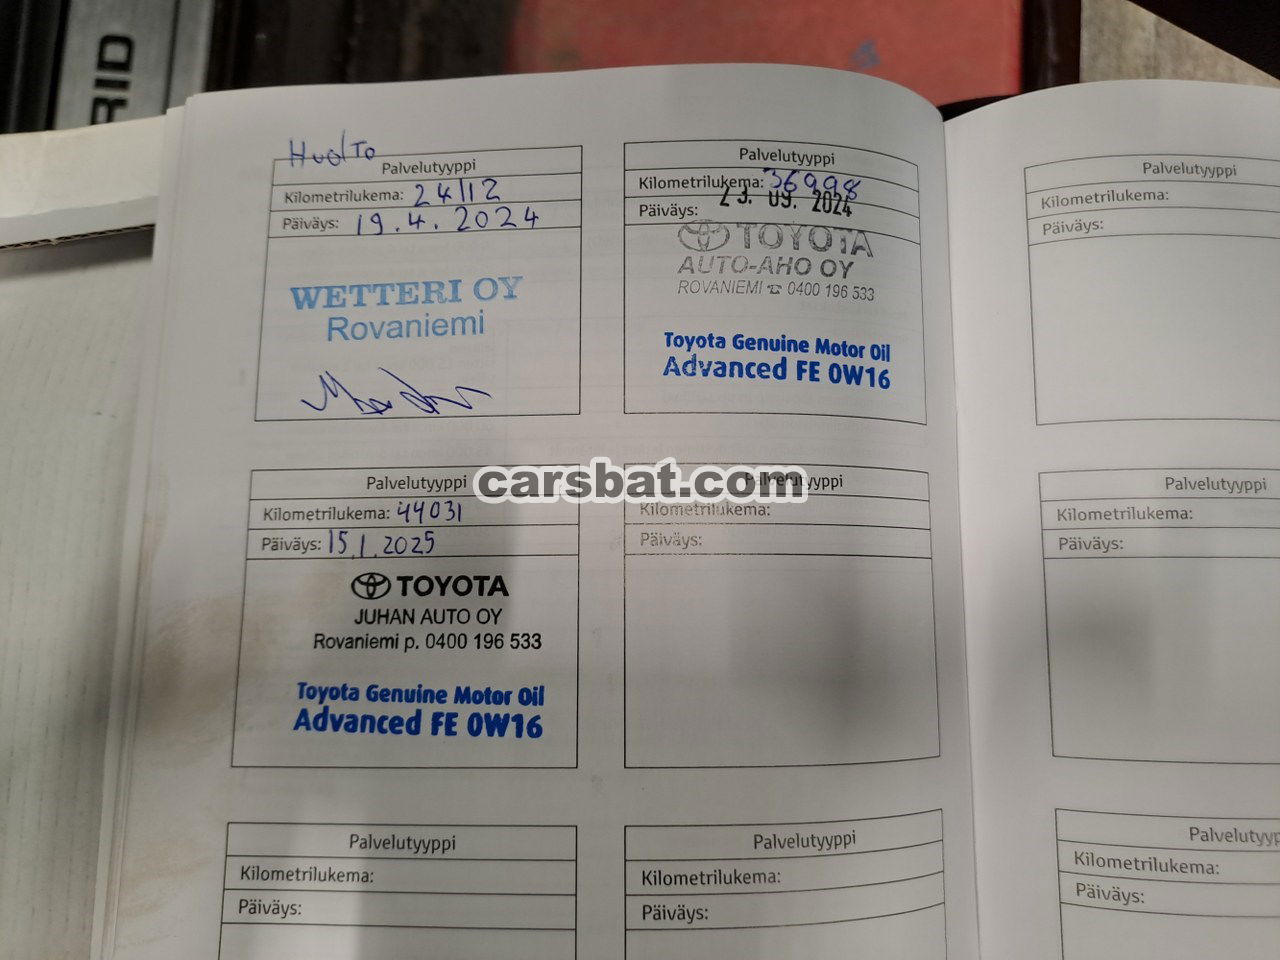 RID
Huolto
Palvelutyyppi
Kilometrilukema: 24112
Päiväys: 19.4.2024
WETTERI OY
Rovaniemi
Palvelutyyppi
Kilometrilukema: 36998
Päiväys: 23. 09. 2024
TOYOTA
AUTO-AHO OY
ROVANIEMI ☎ 0400 196 533
Toyota Genuine Motor Oil
Advanced FE 0W16
Palvelutyyppi
Kilometrilukema:
Päiväys:
Palvelutyyppi
Kilometrilukema: 44031
Päiväys: 15.1.2025
TOYOTA
JUHAN AUTO OY
Rovaniemi p. 0400 196 533
Toyota Genuine Motor Oil
Advanced FE 0W16
carsbat.com
Palvelutyyppi
Kilometrilukema:
Päiväys:
Palvelutyyppi
Kilometrilukema:
Päiväys:
Palvelutyyppi
Kilometrilukema:
Päiväys:
Palvelutyyppi
Kilometrilukema:
Päiväys:
Palvelutyyp
Kilometrilukema:
Päiväys: